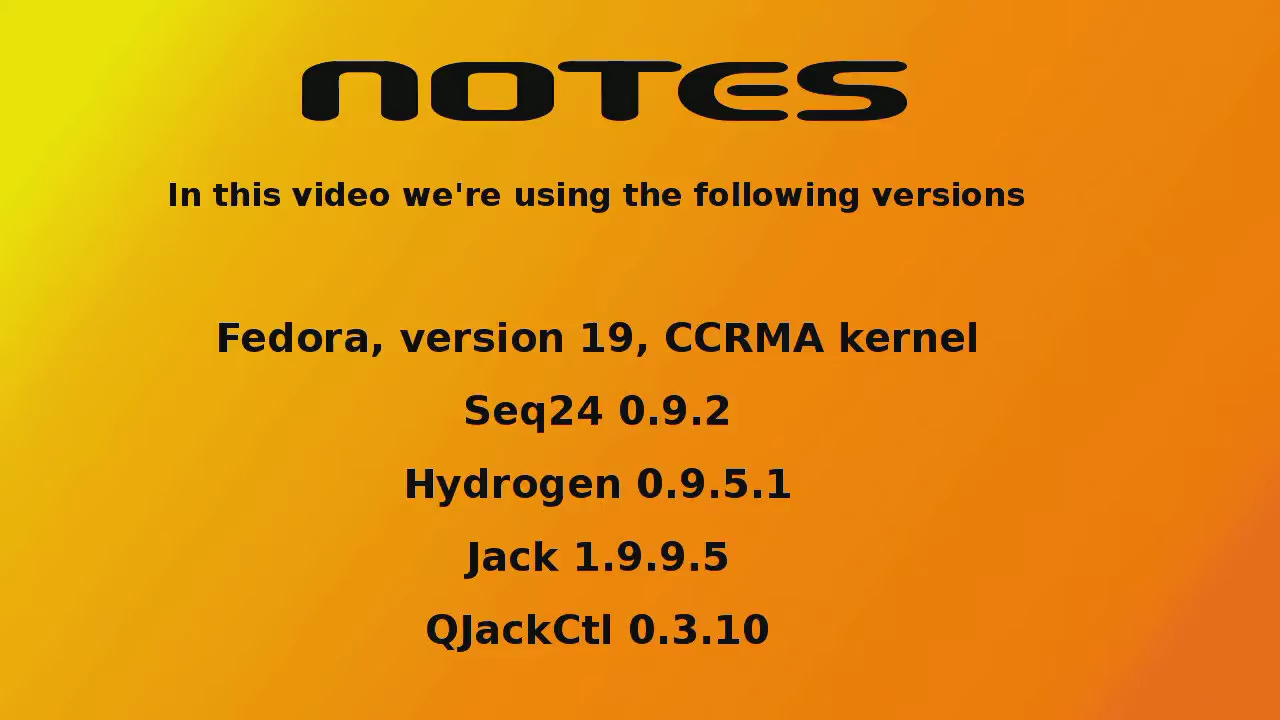 NOTES
In this video we're using the following versions
Fedora, version 19, CCRMA kernel
Seq24 0.9.2
Hydrogen 0.9.5.1
Jack 1.9.9.5
QJackCtl 0.3.10